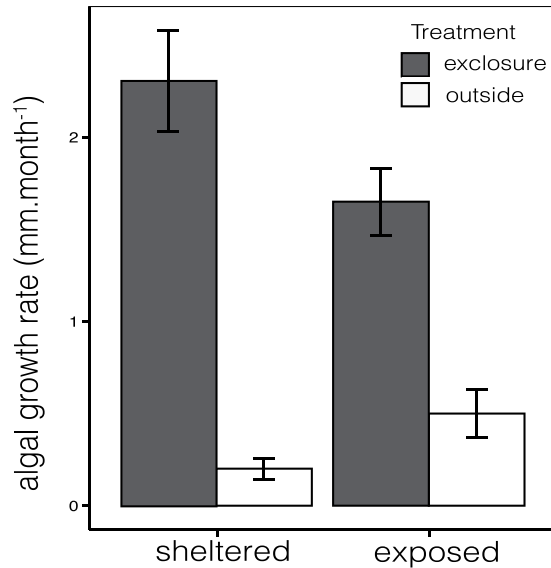 Treatment
exclosure
outside
algal growth rate (mm.month⁻¹)
2
1
0
sheltered exposed